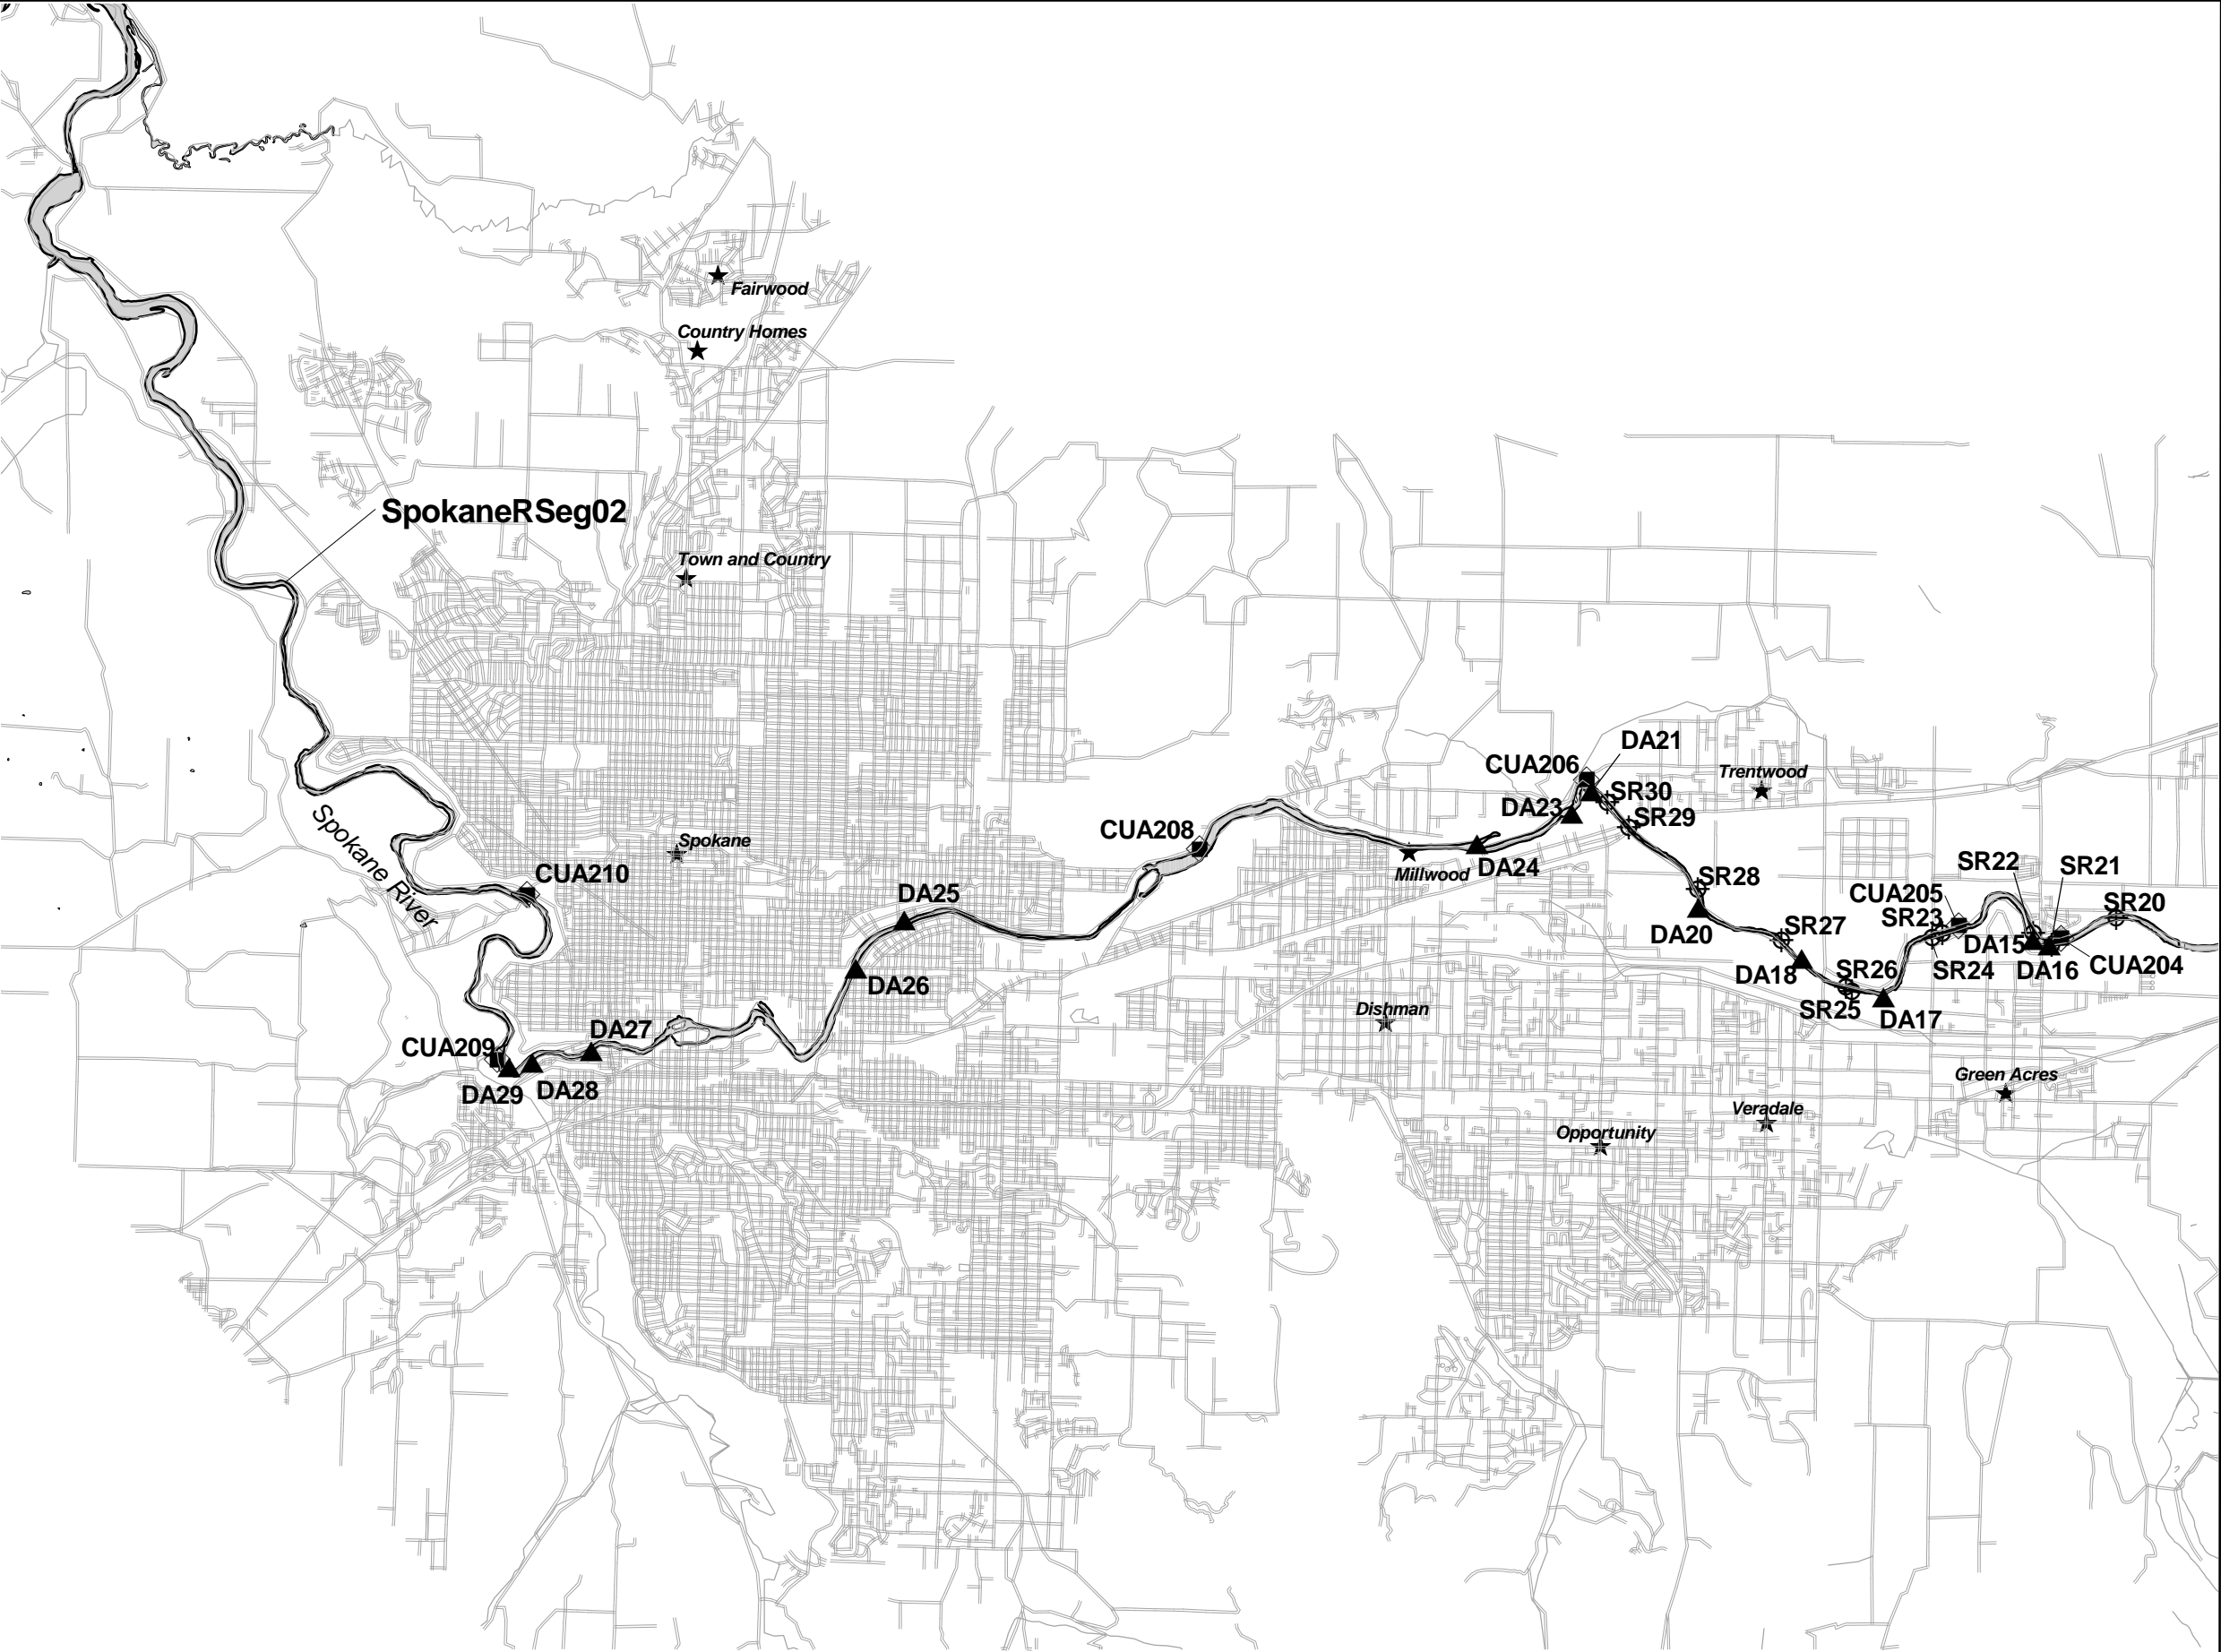 Fairwood
Country Homes
SpokaneRSeg02
Town and Country
DA21
CUA206
Trentwood
SR30
DA23
SR29
CUA208
Spokane
Millwood
DA24
SR22
SR21
CUA210
SR28
CUA205
DA25
SR20
SR23
Spokane River
SR27
DA20
DA15
CUA204
SR26
DA18
SR24
DA16
DA26
Dishman
SR25
DA17
DA27
CUA209
Green Acres
DA29
DA28
Veradale
Opportunity